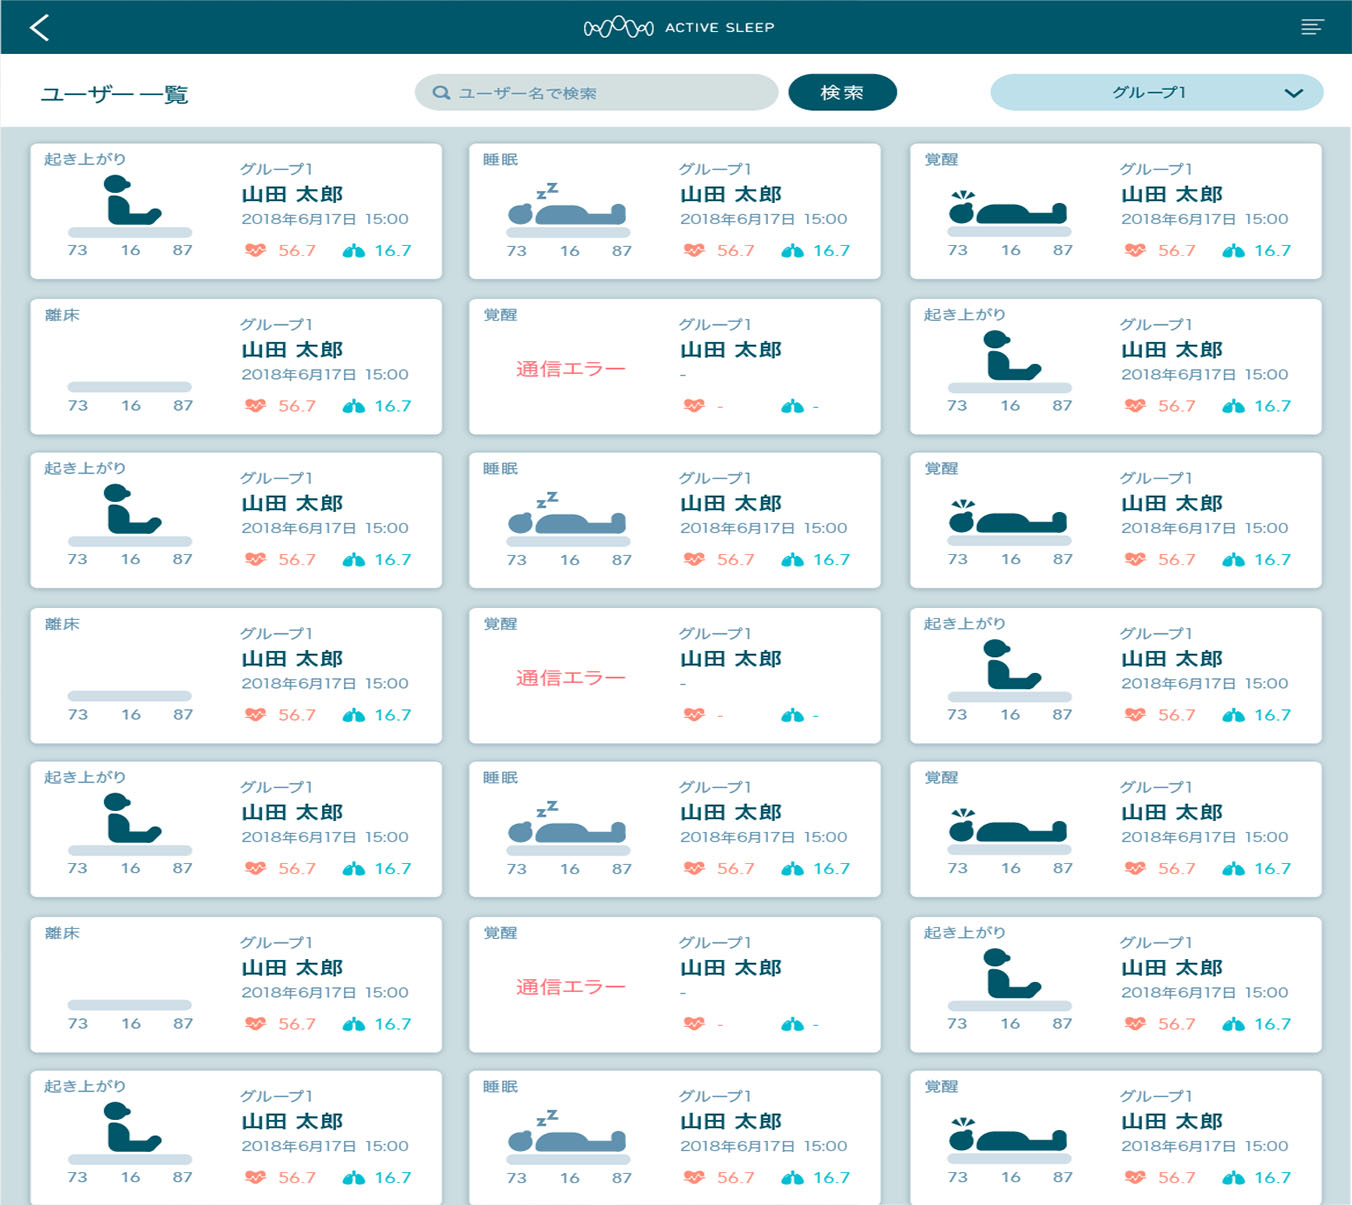 ACTIVE SLEEP
ユーザー 一覧
ユーザー名で検索
検索
グループ1
起き上がり
グループ1
山田 太郎
2018年6月17日 15:00
73 16 87
56.7 16.7
睡眠
グループ1
山田 太郎
2018年6月17日 15:00
73 16 87
56.7 16.7
覚醒
グループ1
山田 太郎
2018年6月17日 15:00
73 16 87
56.7 16.7
離床
グループ1
山田 太郎
2018年6月17日 15:00
73 16 87
56.7 16.7
覚醒
通信エラー
グループ1
山田 太郎
-
- -
起き上がり
グループ1
山田 太郎
2018年6月17日 15:00
73 16 87
56.7 16.7
起き上がり
グループ1
山田 太郎
2018年6月17日 15:00
73 16 87
56.7 16.7
睡眠
グループ1
山田 太郎
2018年6月17日 15:00
73 16 87
56.7 16.7
覚醒
グループ1
山田 太郎
2018年6月17日 15:00
73 16 87
56.7 16.7
離床
グループ1
山田 太郎
2018年6月17日 15:00
73 16 87
56.7 16.7
覚醒
通信エラー
グループ1
山田 太郎
-
- -
起き上がり
グループ1
山田 太郎
2018年6月17日 15:00
73 16 87
56.7 16.7
起き上がり
グループ1
山田 太郎
2018年6月17日 15:00
73 16 87
56.7 16.7
睡眠
グループ1
山田 太郎
2018年6月17日 15:00
73 16 87
56.7 16.7
覚醒
グループ1
山田 太郎
2018年6月17日 15:00
73 16 87
56.7 16.7
離床
グループ1
山田 太郎
2018年6月17日 15:00
73 16 87
56.7 16.7
覚醒
通信エラー
グループ1
山田 太郎
-
- -
起き上がり
グループ1
山田 太郎
2018年6月17日 15:00
73 16 87
56.7 16.7
起き上がり
グループ1
山田 太郎
2018年6月17日 15:00
73 16 87
56.7 16.7
睡眠
グループ1
山田 太郎
2018年6月17日 15:00
73 16 87
56.7 16.7
覚醒
グループ1
山田 太郎
2018年6月17日 15:00
73 16 87
56.7 16.7